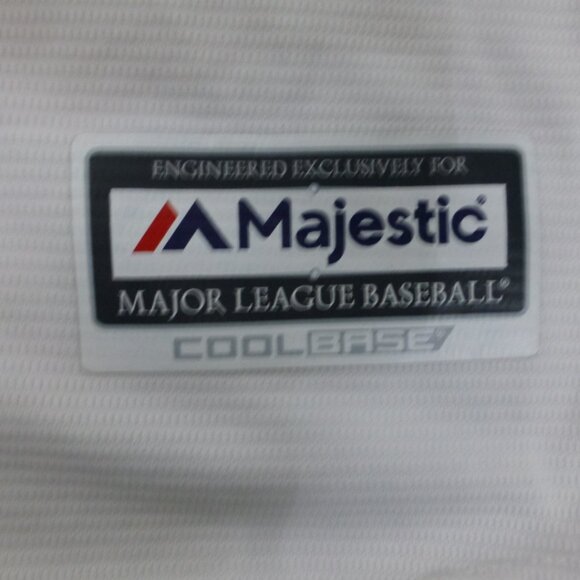 ENGINEERED EXCLUSIVELY FOR
Majestic®
MAJOR LEAGUE BASEBALL®
COOLBASE